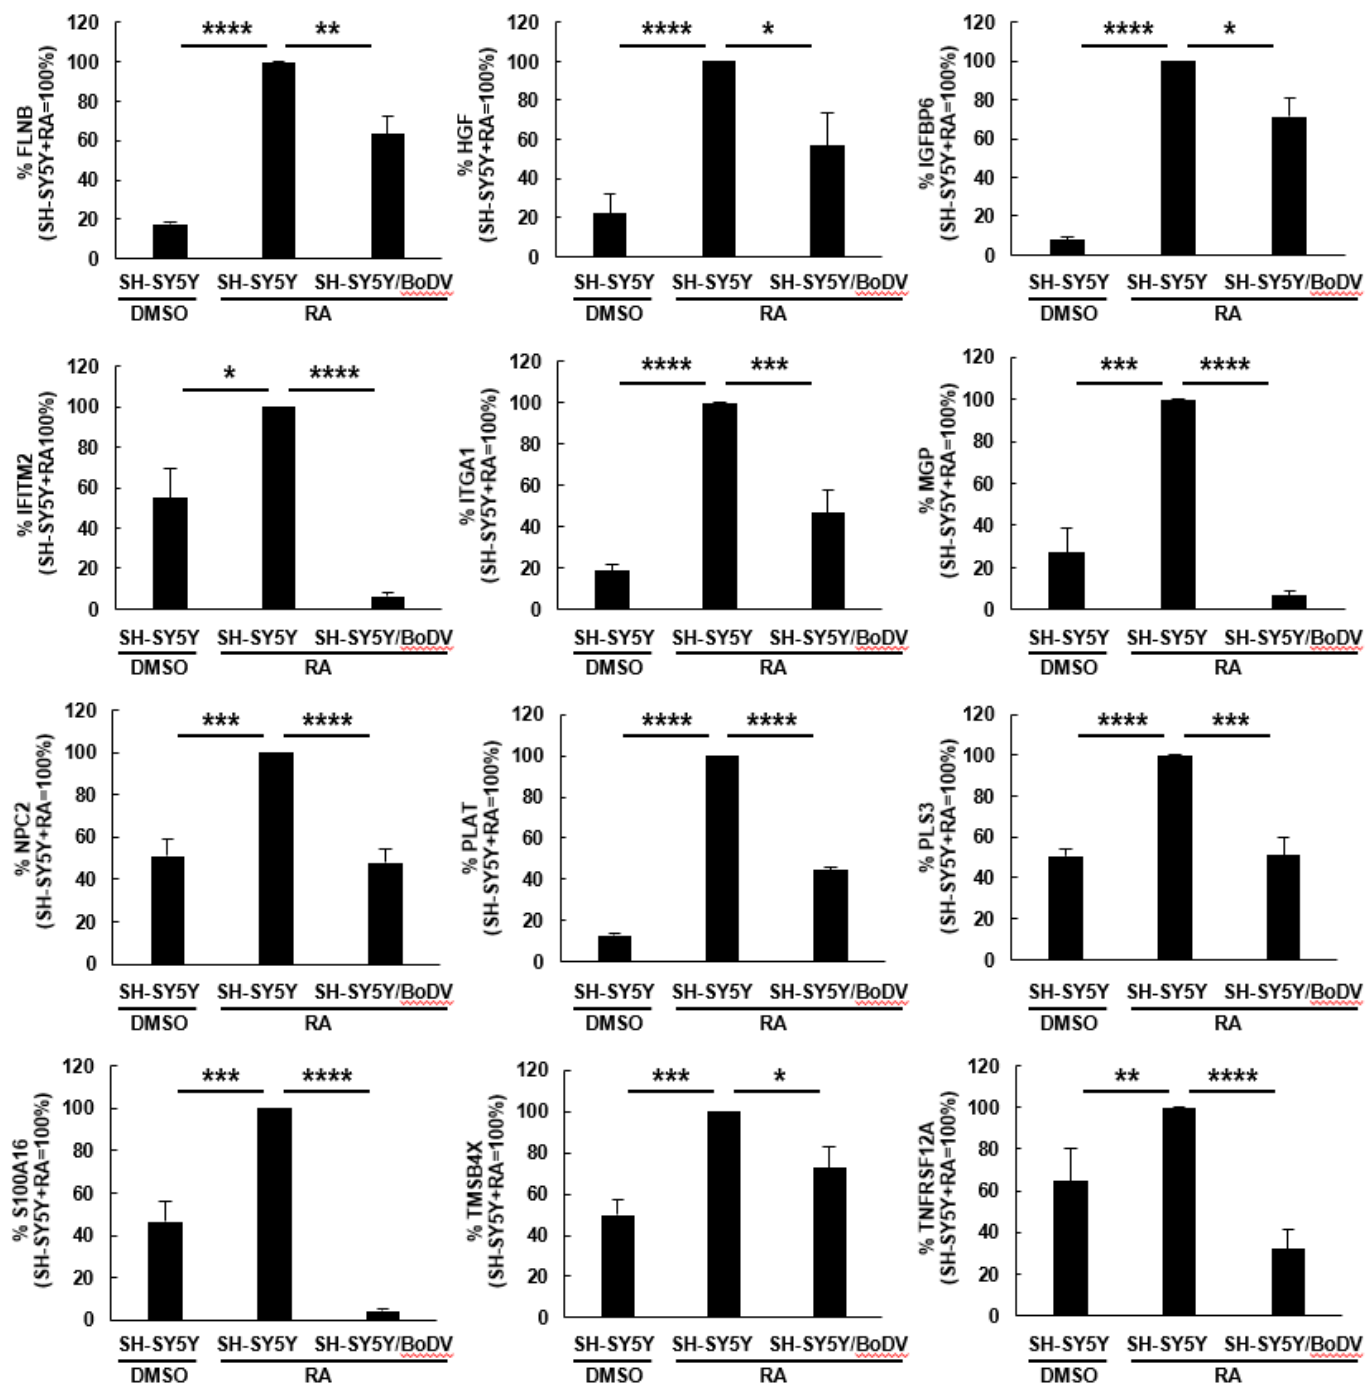 120
100
80
60
40
20
0
% FLNB
(SH-SY5Y+RA=100%)
**** **
SH-SY5Y SH-SY5Y SH-SY5Y/BoDV
DMSO RA
120
100
80
60
40
20
0
% HGF
(SH-SY5Y+RA=100%)
**** *
SH-SY5Y SH-SY5Y SH-SY5Y/BoDV
DMSO RA
120
100
80
60
40
20
0
% IGFBP6
(SH-SY5Y+RA=100%)
**** *
SH-SY5Y SH-SY5Y SH-SY5Y/BoDV
DMSO RA
120
100
80
60
40
20
0
% IFITM2
(SH-SY5Y+RA100%)
* ****
SH-SY5Y SH-SY5Y SH-SY5Y/BoDV
DMSO RA
120
100
80
60
40
20
0
% ITGA1
(SH-SY5Y+RA=100%)
**** ***
SH-SY5Y SH-SY5Y SH-SY5Y/BoDV
DMSO RA
120
100
80
60
40
20
0
% MGP
(SH-SY5Y+RA=100%)
*** ****
SH-SY5Y SH-SY5Y SH-SY5Y/BoDV
DMSO RA
120
100
80
60
40
20
0
% NPC2
(SH-SY5Y+RA=100%)
*** ****
SH-SY5Y SH-SY5Y SH-SY5Y/BoDV
DMSO RA
120
100
80
60
40
20
0
% PLAT
(SH-SY5Y+RA=100%)
**** ****
SH-SY5Y SH-SY5Y SH-SY5Y/BoDV
DMSO RA
120
100
80
60
40
20
0
% PLS3
(SH-SY5Y+RA=100%)
**** ***
SH-SY5Y SH-SY5Y SH-SY5Y/BoDV
DMSO RA
120
100
80
60
40
20
0
% S100A16
(SH-SY5Y+RA=100%)
*** ****
SH-SY5Y SH-SY5Y SH-SY5Y/BoDV
DMSO RA
120
100
80
60
40
20
0
% TMSB4X
(SH-SY5Y+RA=100%)
*** *
SH-SY5Y SH-SY5Y SH-SY5Y/BoDV
DMSO RA
120
100
80
60
40
20
0
% TNFRSF12A
(SH-SY5Y+RA=100%)
** ****
SH-SY5Y SH-SY5Y SH-SY5Y/BoDV
DMSO RA